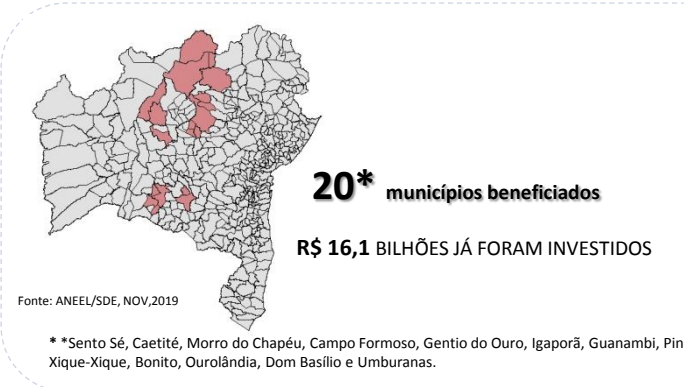 20* municípios beneficiados
R$ 16,1 BILHÕES JÁ FORAM INVESTIDOS
Fonte: ANEEL/SDE, NOV,2019
* *Sento Sé, Caetité, Morro do Chapéu, Campo Formoso, Gentio do Ouro, Igaporã, Guanambi, Pin
Xique-Xique, Bonito, Ourolândia, Dom Basílio e Umburanas.